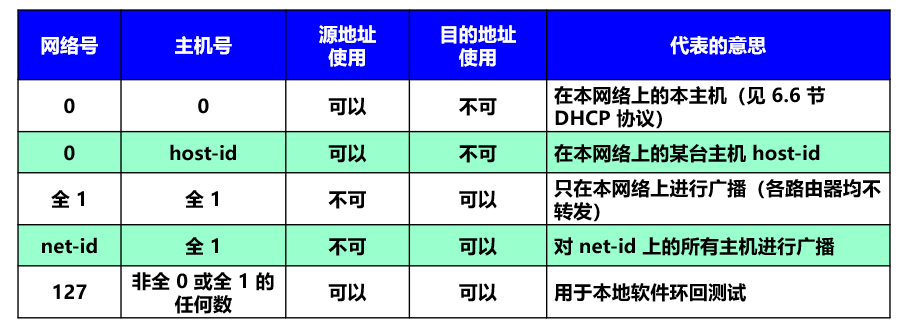 网络号 主机号 源地址 目的地址 代表的意思
使用 使用
0 0 可以 不可 在本网络上的本主机（见 6.6 节
DHCP 协议）
0 host-id 可以 不可 在本网络上的某台主机 host-id
全 1 全 1 不可 可以 只在本网络上进行广播（各路由器均不
转发）
net-id 全 1 不可 可以 对 net-id 上的所有主机进行广播
127 非全 0 或全 1 的 可以 可以 用于本地软件环回测试
任何数